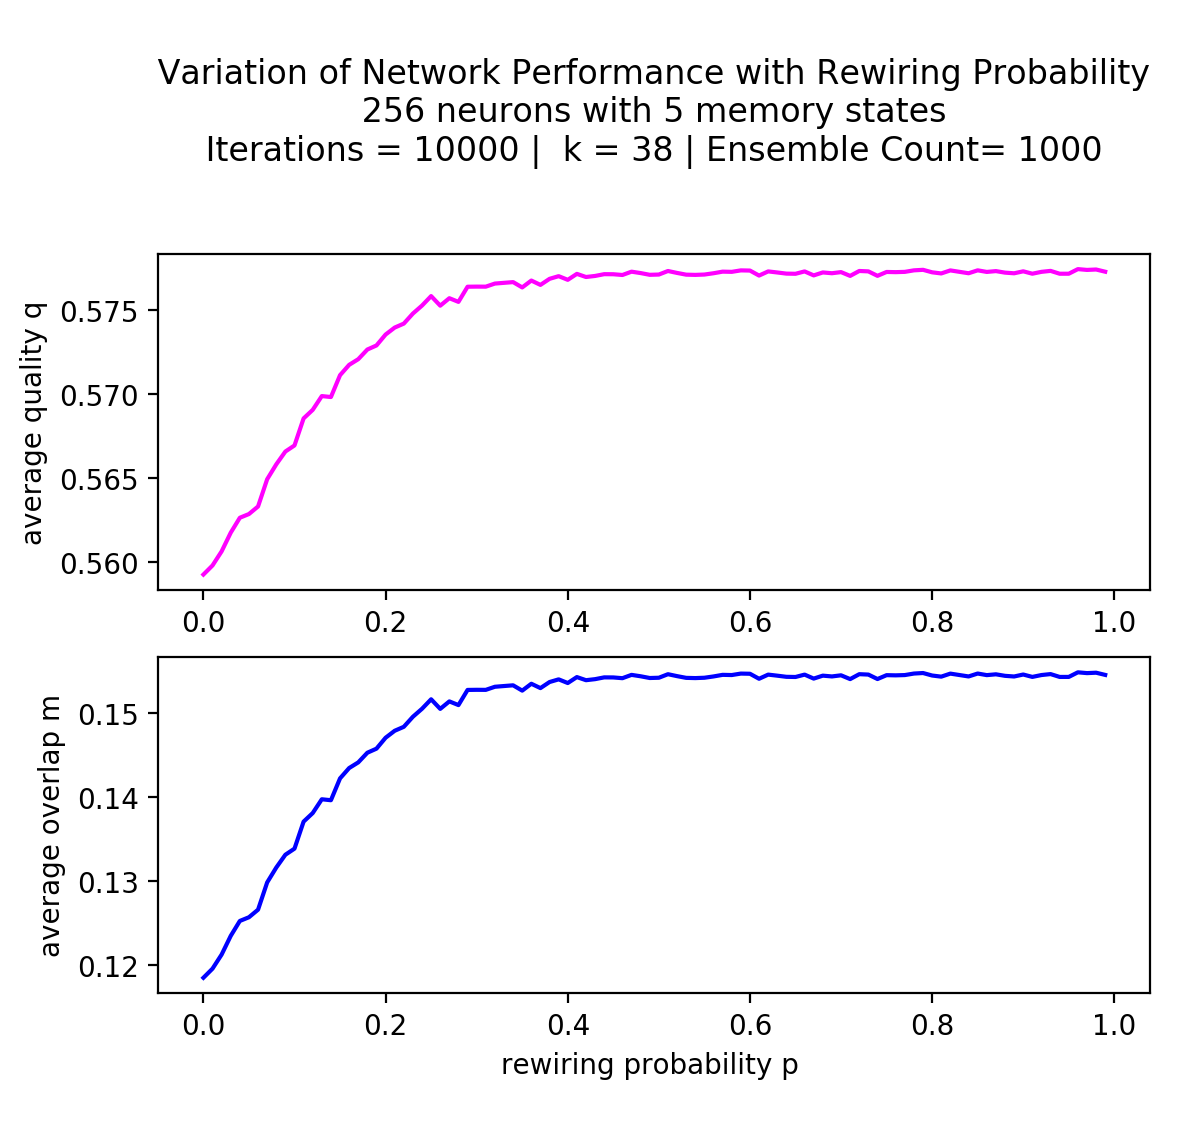 Variation of Network Performance with Rewiring Probability
256 neurons with 5 memory states
Iterations = 10000 |  k = 38 | Ensemble Count= 1000
average quality q
0.575
0.570
0.565
0.560
0.0 0.2 0.4 0.6 0.8 1.0
average overlap m
0.15
0.14
0.13
0.12
0.0 0.2 0.4 0.6 0.8 1.0
rewiring probability p